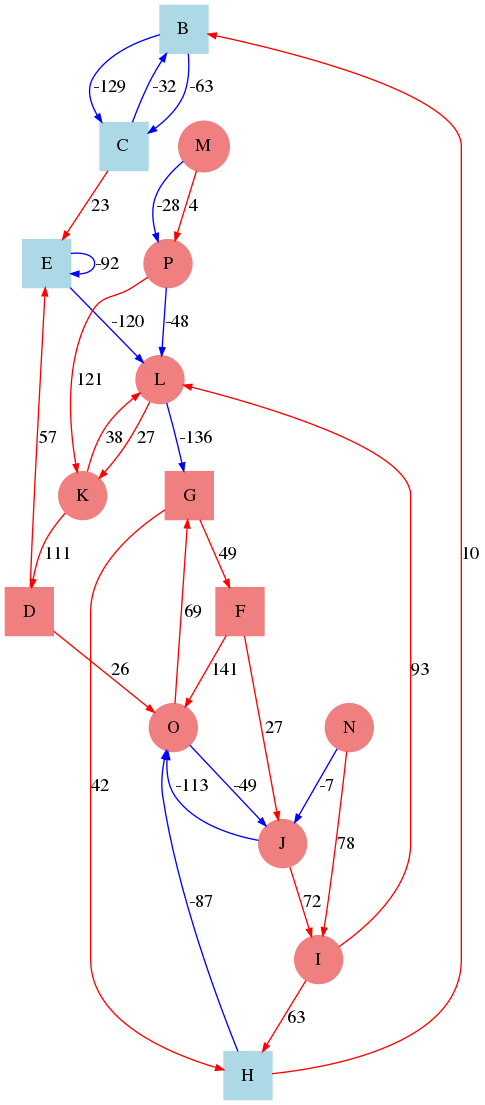 B
-129 -32 -63
C M
23 -28 4
E -92 P
-120 -48
121 L
57 38 27 -136
K G
111 49
D F
26 69 141
O 27 N
42 -113 -49 -7 10
J 93
-87 72 78
I
63
H